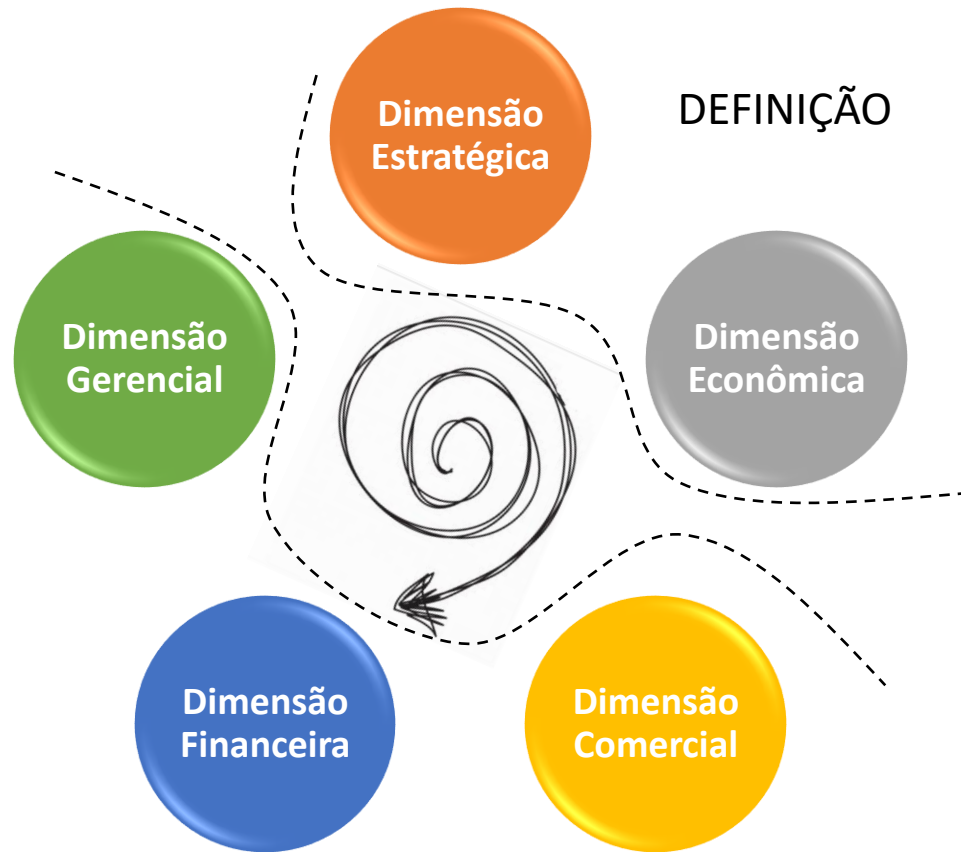 DEFINIÇÃO
Dimensão
Estratégica
Dimensão
Gerencial
Dimensão
Econômica
Dimensão
Financeira
Dimensão
Comercial